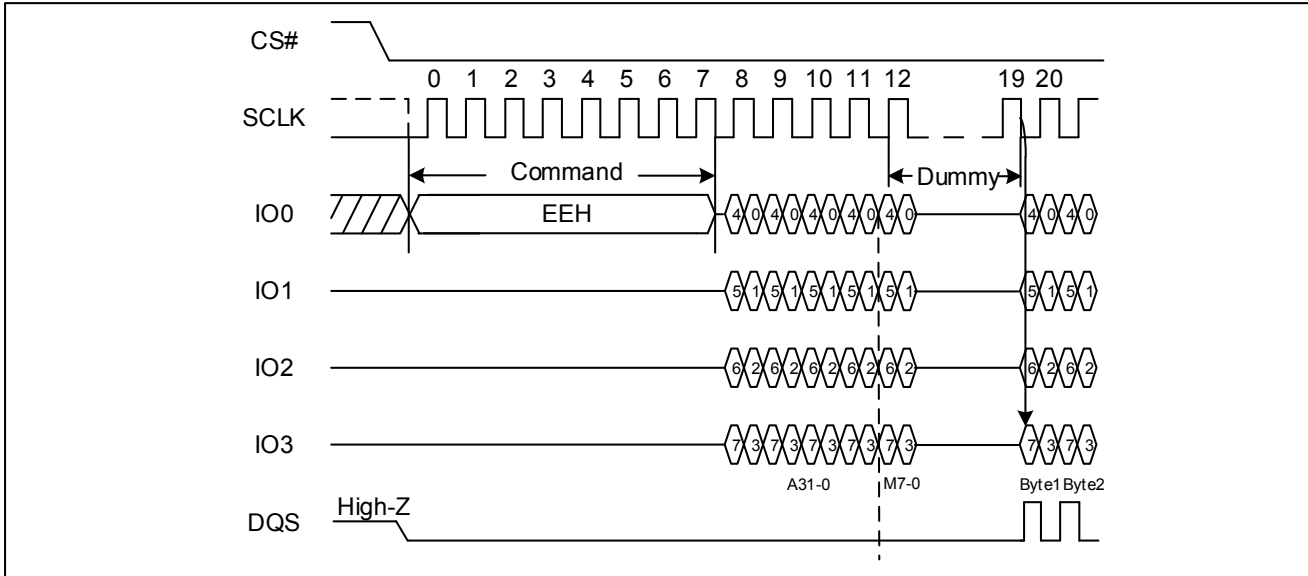 CS#
0 1 2 3 4 5 6 7 8 9 10 11 12 19 20
SCLK
Command Dummy
IO0 EEH 4 0 4 0 4 0 4 0 4 0 4 0 4 0
IO1 5 1 5 1 5 1 5 1 5 1 5 1 5 1
IO2 6 2 6 2 6 2 6 2 6 2 6 2 6 2
IO3 7 3 7 3 7 3 7 3 7 3 7 3 7 3
A31-0 M7-0 Byte1 Byte2
High-Z
DQS